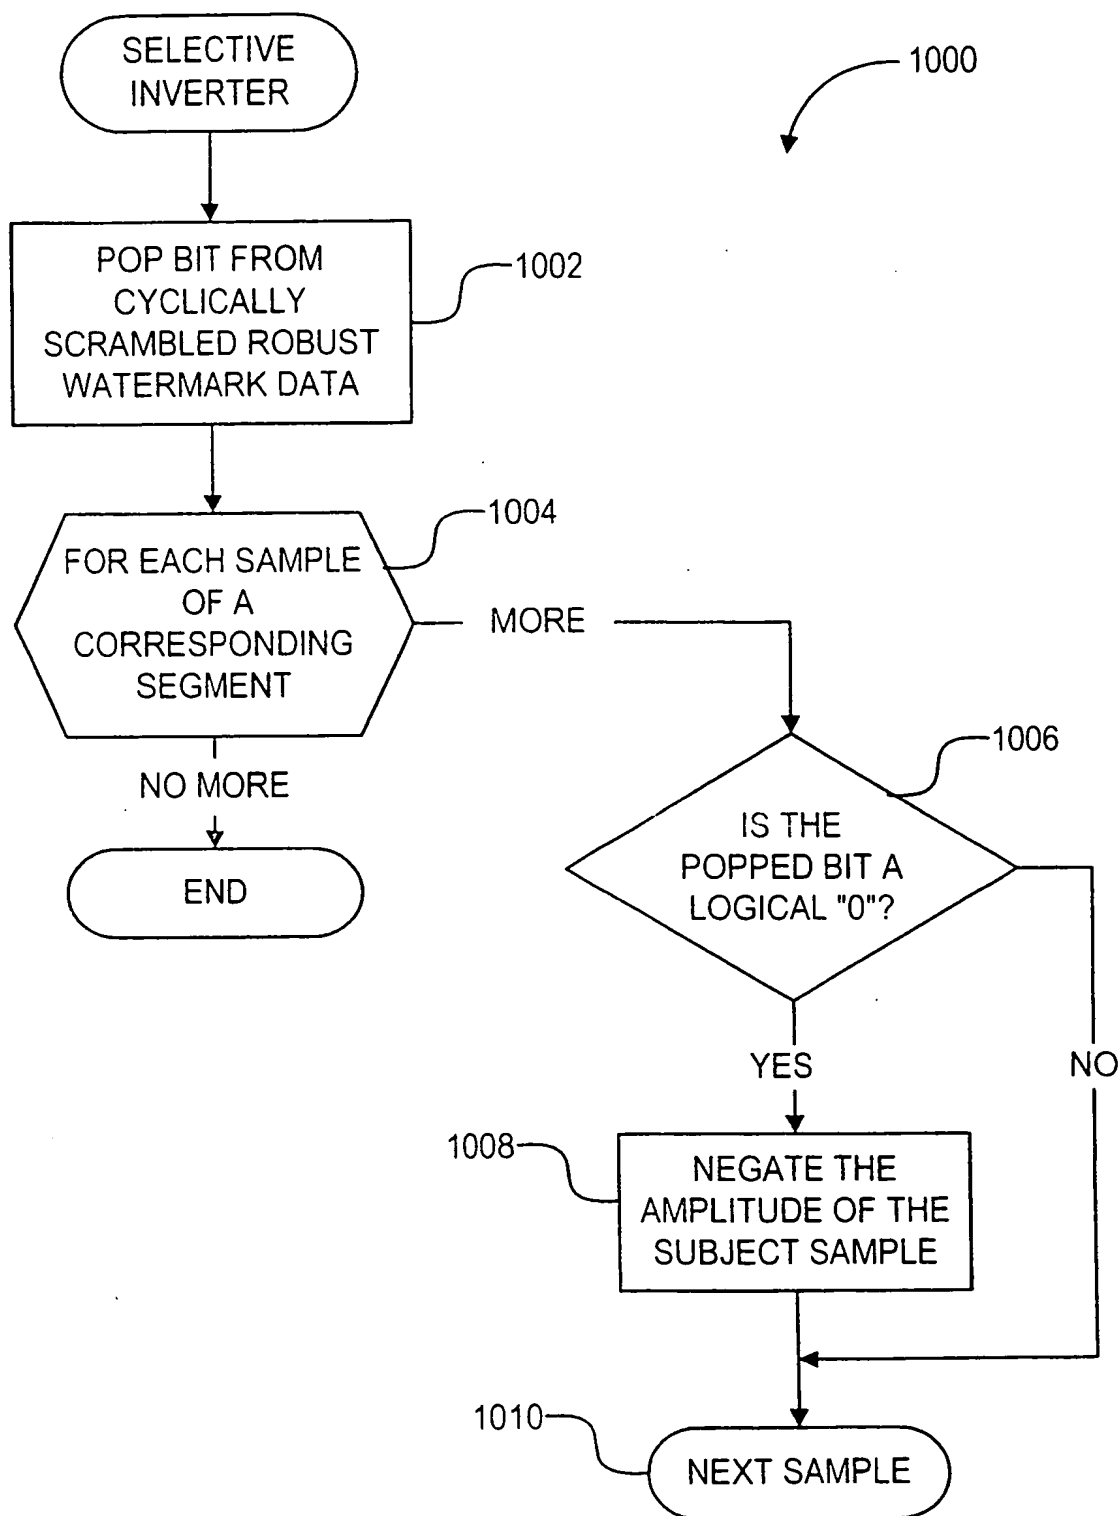 SELECTIVE
INVERTER
1000
POP BIT FROM
CYCLICALLY
SCRAMBLED ROBUST
WATERMARK DATA
1002
FOR EACH SAMPLE
OF A
CORRESPONDING
SEGMENT
1004
MORE
NO MORE
END
1006
IS THE
POPPED BIT A
LOGICAL "0"?
YES
NO
1008
NEGATE THE
AMPLITUDE OF THE
SUBJECT SAMPLE
1010
NEXT SAMPLE